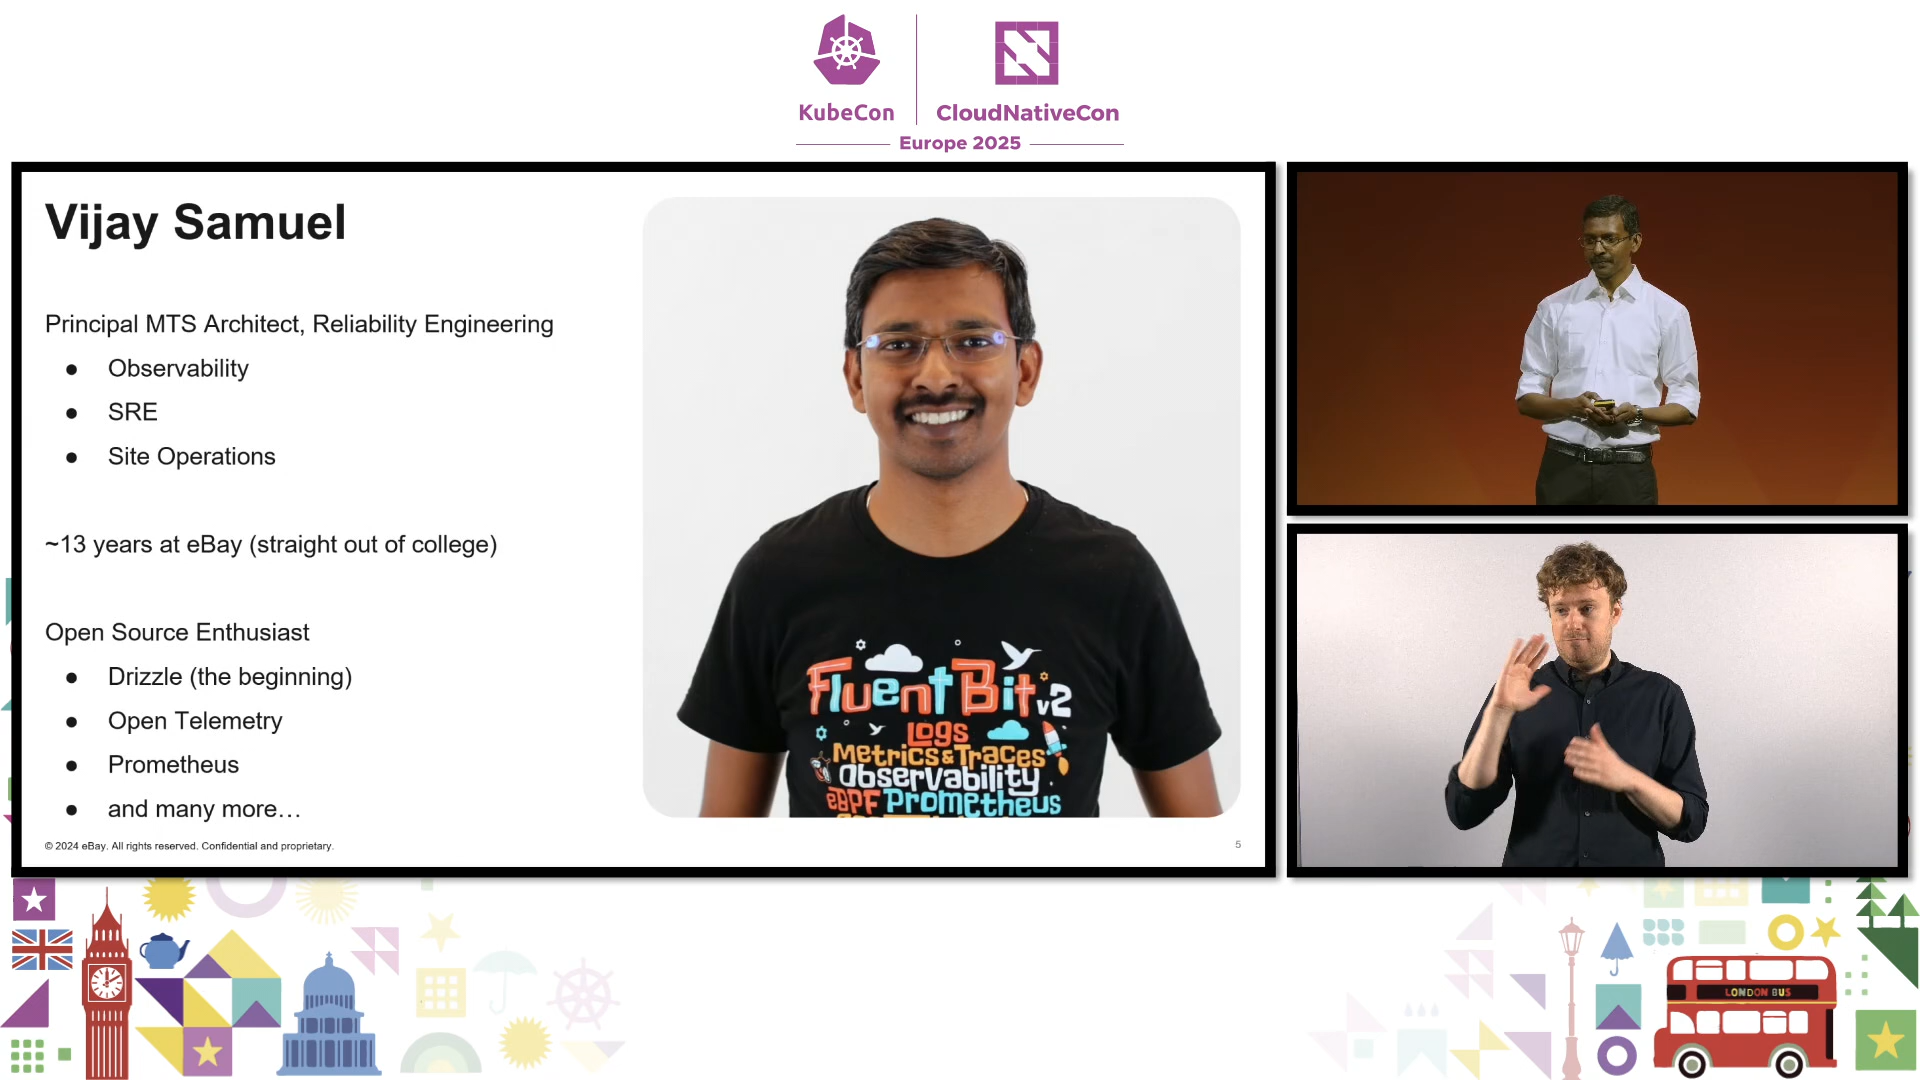 KubeCon
CloudNativeCon
Europe 2025
Vijay Samuel
Principal MTS Architect, Reliability Engineering
● Observability
● SRE
● Site Operations
~13 years at eBay (straight out of college)
Open Source Enthusiast
● Drizzle (the beginning)
● Open Telemetry
● Prometheus
● and many more…
© 2024 eBay. All rights reserved. Confidential and proprietary.
5
Fluent Bit v2
Logs
Metrics & Traces
Observability
eBPF Prometheus
LONDON BUS